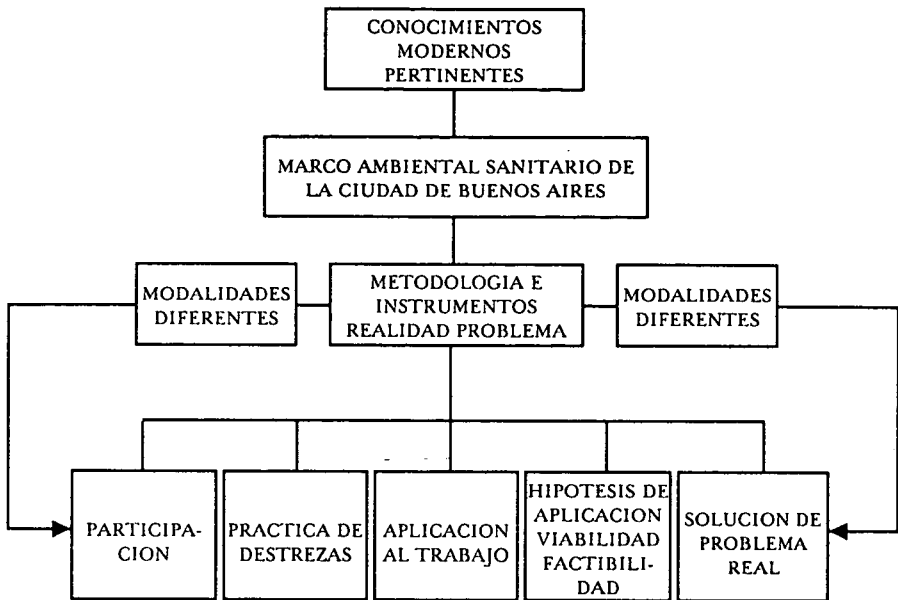 CONOCIMIENTOS
MODERNOS
PERTINENTES
MARCO AMBIENTAL SANITARIO DE
LA CIUDAD DE BUENOS AIRES
MODALIDADES
DIFERENTES
METODOLOGIA E
INSTRUMENTOS
REALIDAD PROBLEMA
MODALIDADES
DIFERENTES
PARTICIPA-
CION
PRACTICA DE
DESTREZAS
APLICACION
AL TRABAJO
HIPOTESIS DE
APLICACION
VIABILIDAD
FACTIBILI-
DAD
SOLUCION DE
PROBLEMA
REAL